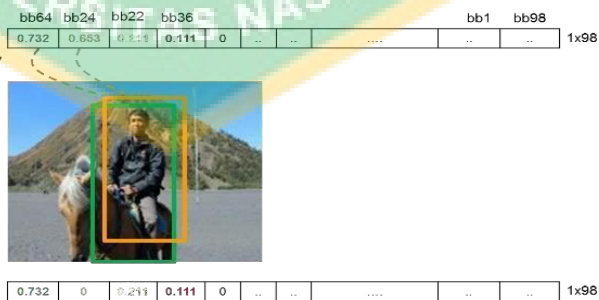 bb64 bb24 bb22 bb36 bb1 bb98
0.732 0.653 0.111 0 .. .. .... .. .. 1x98
0.732 0 0.111 0 .. .. .... .. .. 1x98